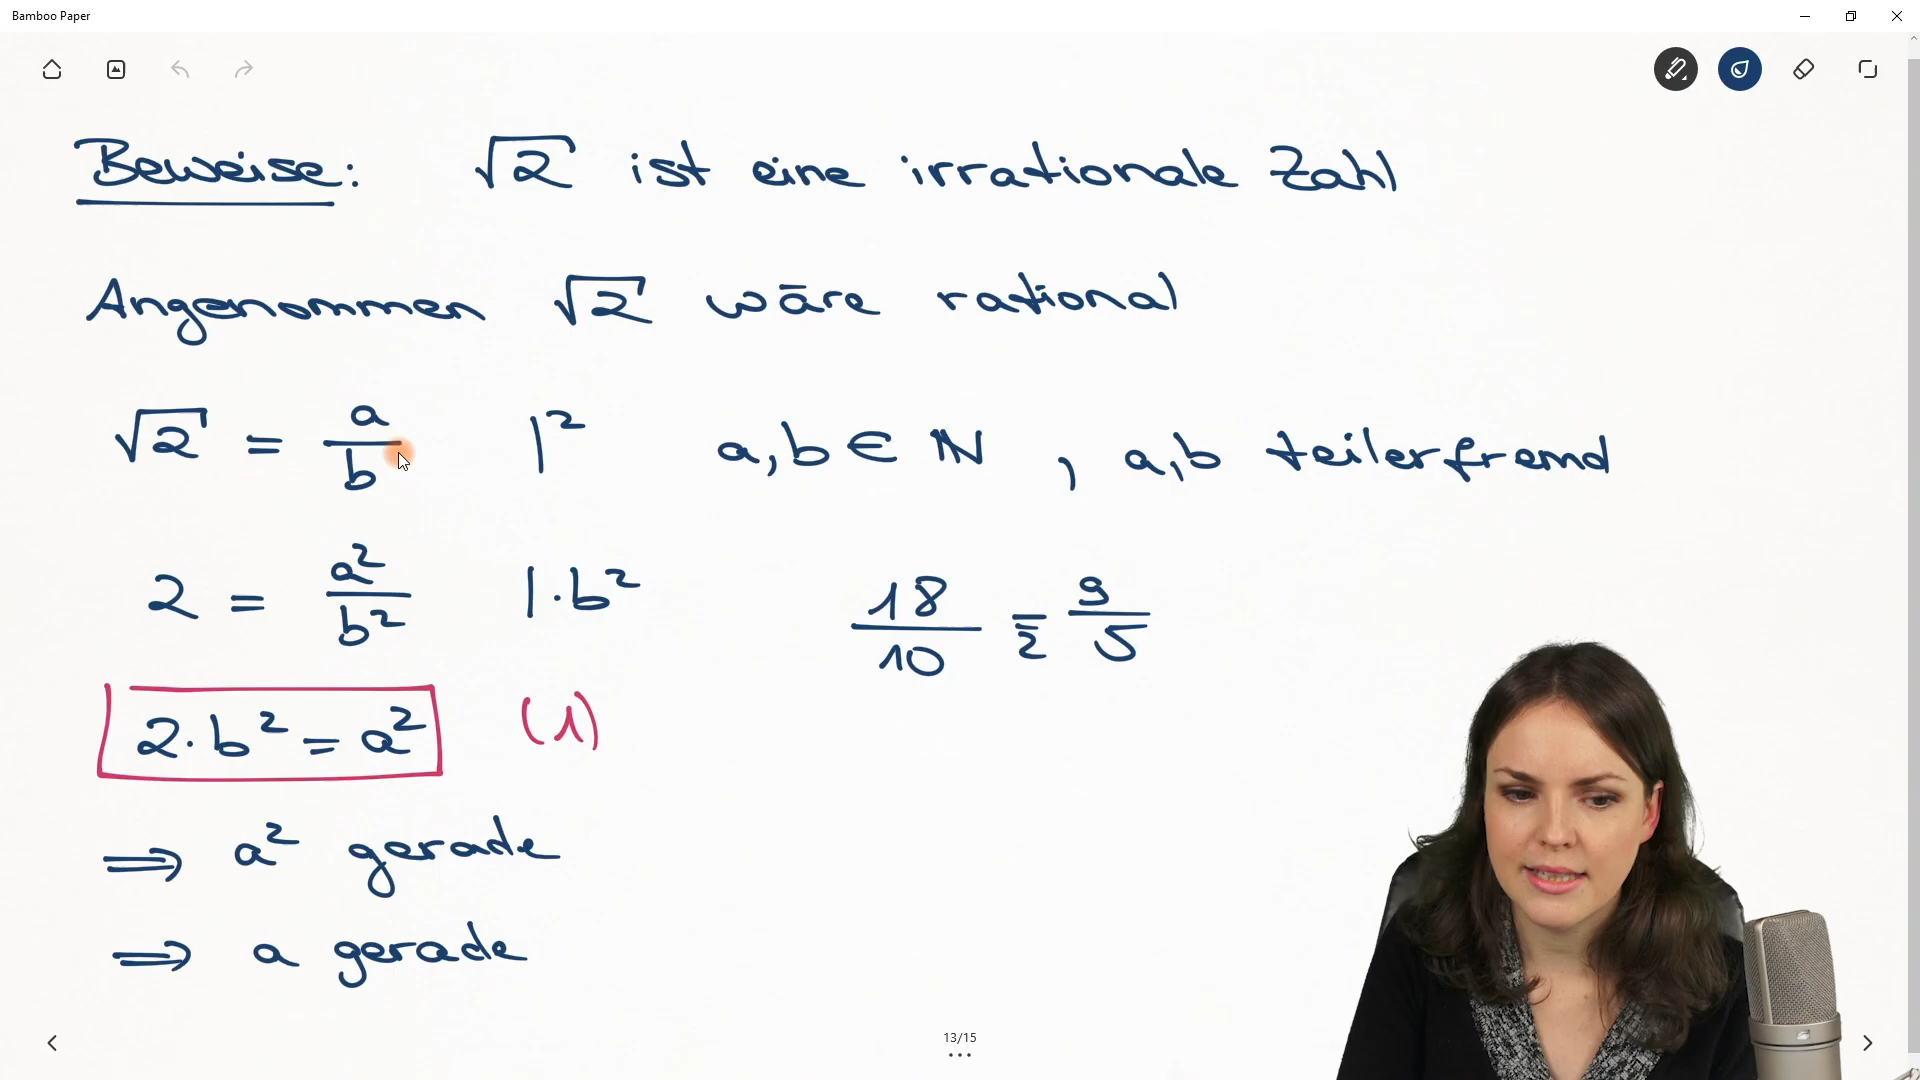 Bamboo Paper
Beweise: √2 ist eine irrationale Zahl
Angenommen √2 wäre rational
√2 = a/b |² a,b ∈ ℕ , a,b teilerfremd
2 = a²/b² |·b² 18/10 =₂ 9/5
2·b² = a² (1)
⟹ a² gerade
⟹ a gerade
13/15